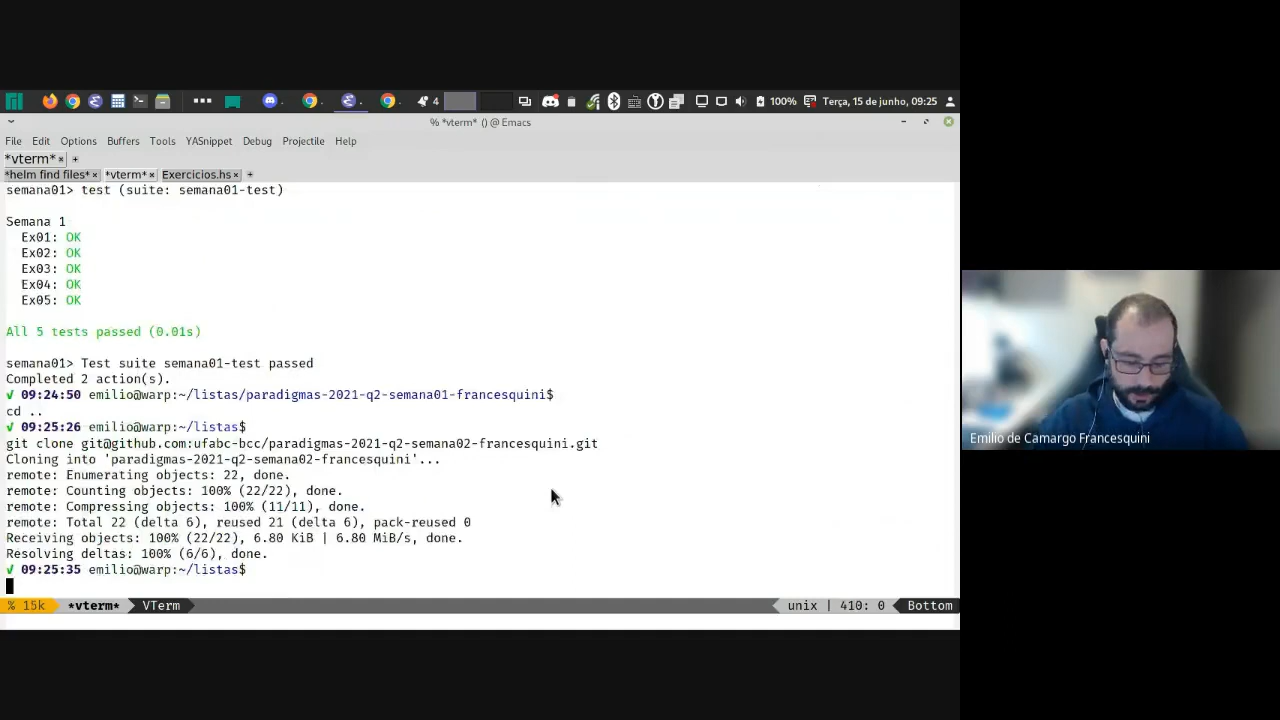 4
100%
Terça, 15 de junho, 09:25
% *vterm* () @ Emacs
File Edit Options Buffers Tools YASnippet Debug Projectile Help
*vterm* × +
*helm find files* × *vterm* × Exercicios.hs × +
semana01> test (suite: semana01-test)
Semana 1
Ex01: OK
Ex02: OK
Ex03: OK
Ex04: OK
Ex05: OK
All 5 tests passed (0.01s)
semana01> Test suite semana01-test passed
Completed 2 action(s).
√ 09:24:50 emilio@warp:~/listas/paradigmas-2021-q2-semana01-francesquini$
cd ..
√ 09:25:26 emilio@warp:~/listas$
git clone git@github.com:ufabc-bcc/paradigmas-2021-q2-semana02-francesquini.git
Cloning into 'paradigmas-2021-q2-semana02-francesquini'...
remote: Enumerating objects: 22, done.
remote: Counting objects: 100% (22/22), done.
remote: Compressing objects: 100% (11/11), done.
remote: Total 22 (delta 6), reused 21 (delta 6), pack-reused 0
Receiving objects: 100% (22/22), 6.80 KiB | 6.80 MiB/s, done.
Resolving deltas: 100% (6/6), done.
√ 09:25:35 emilio@warp:~/listas$
% 15k *vterm* VTerm unix | 410: 0 Bottom
Emilio de Camargo Francesquini